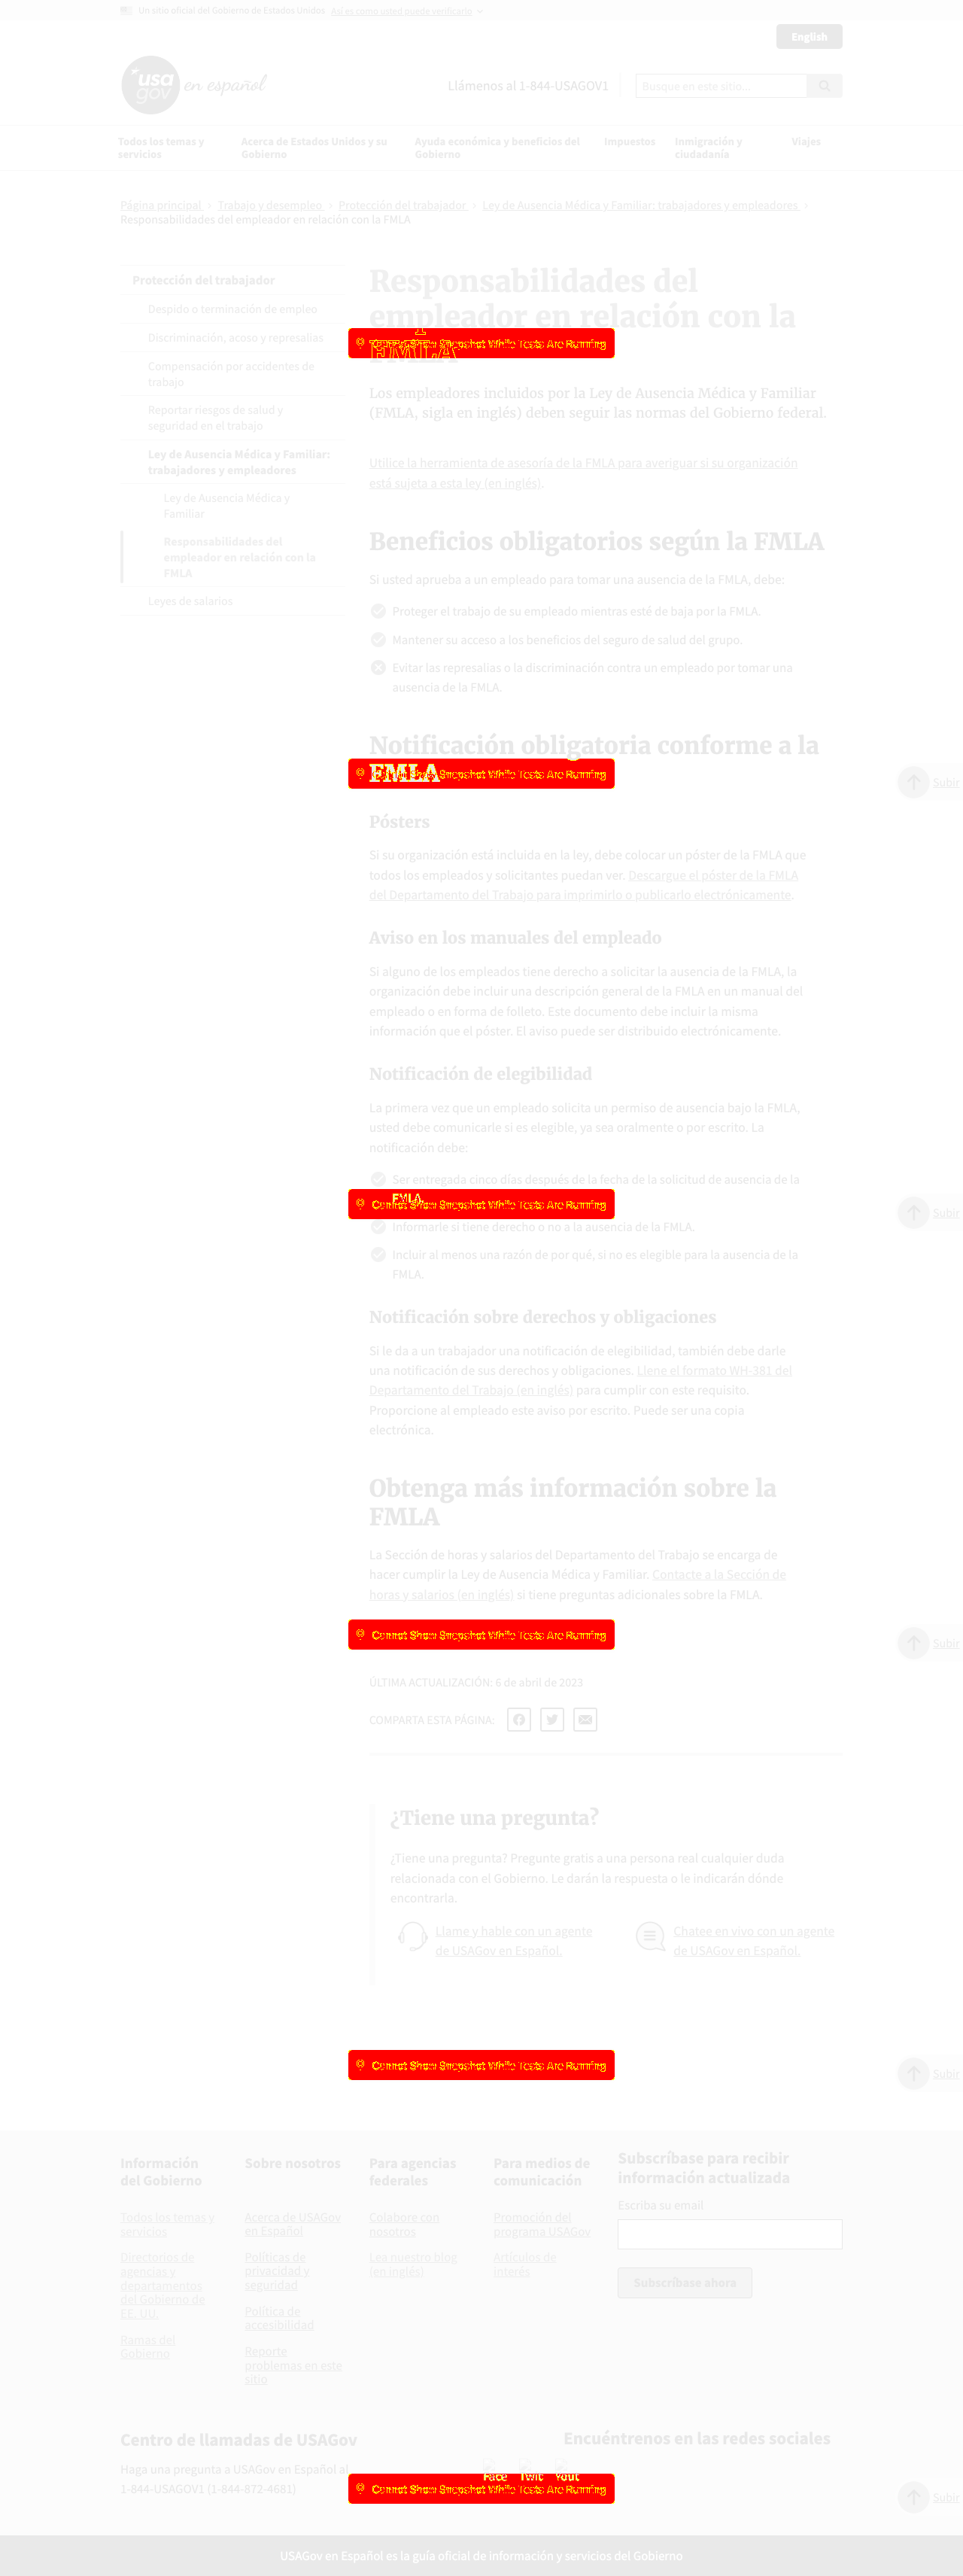 Un sitio oficial del Gobierno de Estados Unidos Así es como usted puede verificarlo
English
usa gov en español
Llámenos al 1-844-USAGOV1
Busque en este sitio...
Todos los temas y servicios
Acerca de Estados Unidos y su Gobierno
Ayuda económica y beneficios del Gobierno
Impuestos
Inmigración y ciudadanía
Viajes
Página principal › Trabajo y desempleo › Protección del trabajador › Ley de Ausencia Médica y Familiar: trabajadores y empleadores ›
Responsabilidades del empleador en relación con la FMLA
Protección del trabajador
Despido o terminación de empleo
Discriminación, acoso y represalias
Compensación por accidentes de
trabajo
Reportar riesgos de salud y
seguridad en el trabajo
Ley de Ausencia Médica y Familiar:
trabajadores y empleadores
Ley de Ausencia Médica y
Familiar
Responsabilidades del
empleador en relación con la
FMLA
Leyes de salarios
Responsabilidades del
empleador en relación con la
FMLA
Cannot Show Snapshot While Tests Are Running
Los empleadores incluidos por la Ley de Ausencia Médica y Familiar
(FMLA, sigla en inglés) deben seguir las normas del Gobierno federal.
Utilice la herramienta de asesoría de la FMLA para averiguar si su organización
está sujeta a esta ley (en inglés).
Beneficios obligatorios según la FMLA
Si usted aprueba a un empleado para tomar una ausencia de la FMLA, debe:
Proteger el trabajo de su empleado mientras esté de baja por la FMLA.
Mantener su acceso a los beneficios del seguro de salud del grupo.
Evitar las represalias o la discriminación contra un empleado por tomar una
ausencia de la FMLA.
Notificación obligatoria conforme a la
FMLA
Cannot Show Snapshot While Tests Are Running
Subir
Pósters
Si su organización está incluida en la ley, debe colocar un póster de la FMLA que
todos los empleados y solicitantes puedan ver. Descargue el póster de la FMLA
del Departamento del Trabajo para imprimirlo o publicarlo electrónicamente.
Aviso en los manuales del empleado
Si alguno de los empleados tiene derecho a solicitar la ausencia de la FMLA, la
organización debe incluir una descripción general de la FMLA en un manual del
empleado o en forma de folleto. Este documento debe incluir la misma
información que el póster. El aviso puede ser distribuido electrónicamente.
Notificación de elegibilidad
La primera vez que un empleado solicita un permiso de ausencia bajo la FMLA,
usted debe comunicarle si es elegible, ya sea oralmente o por escrito. La
notificación debe:
Ser entregada cinco días después de la fecha de la solicitud de ausencia de la
FMLA.
Cannot Show Snapshot While Tests Are Running
Subir
Informarle si tiene derecho o no a la ausencia de la FMLA.
Incluir al menos una razón de por qué, si no es elegible para la ausencia de la
FMLA.
Notificación sobre derechos y obligaciones
Si le da a un trabajador una notificación de elegibilidad, también debe darle
una notificación de sus derechos y obligaciones. Llene el formato WH-381 del
Departamento del Trabajo (en inglés) para cumplir con este requisito.
Proporcione al empleado este aviso por escrito. Puede ser una copia
electrónica.
Obtenga más información sobre la
FMLA
La Sección de horas y salarios del Departamento del Trabajo se encarga de
hacer cumplir la Ley de Ausencia Médica y Familiar. Contacte a la Sección de
horas y salarios (en inglés) si tiene preguntas adicionales sobre la FMLA.
Cannot Show Snapshot While Tests Are Running
Subir
ÚLTIMA ACTUALIZACIÓN: 6 de abril de 2023
COMPARTA ESTA PÁGINA:
¿Tiene una pregunta?
¿Tiene una pregunta? Pregunte gratis a una persona real cualquier duda
relacionada con el Gobierno. Le darán la respuesta o le indicarán dónde
encontrarla.
Llame y hable con un agente
de USAGov en Español.
Chatee en vivo con un agente
de USAGov en Español.
Cannot Show Snapshot While Tests Are Running
Subir
Información
del Gobierno
Todos los temas y
servicios
Directorios de
agencias y
departamentos
del Gobierno de
EE. UU.
Ramas del
Gobierno
Sobre nosotros
Acerca de USAGov
en Español
Políticas de
privacidad y
seguridad
Política de
accesibilidad
Reporte
problemas en este
sitio
Para agencias
federales
Colabore con
nosotros
Lea nuestro blog
(en inglés)
Para medios de
comunicación
Promoción del
programa USAGov
Artículos de
interés
Suscríbase para recibir
información actualizada
Escriba su email
Suscríbase ahora
Centro de llamadas de USAGov
Haga una pregunta a USAGov en Español al
1-844-USAGOV1 (1-844-872-4681)
Encuéntrenos en las redes sociales
Face Twit Yout
Cannot Show Snapshot While Tests Are Running
Subir
USAGov en Español es la guía oficial de información y servicios del Gobierno